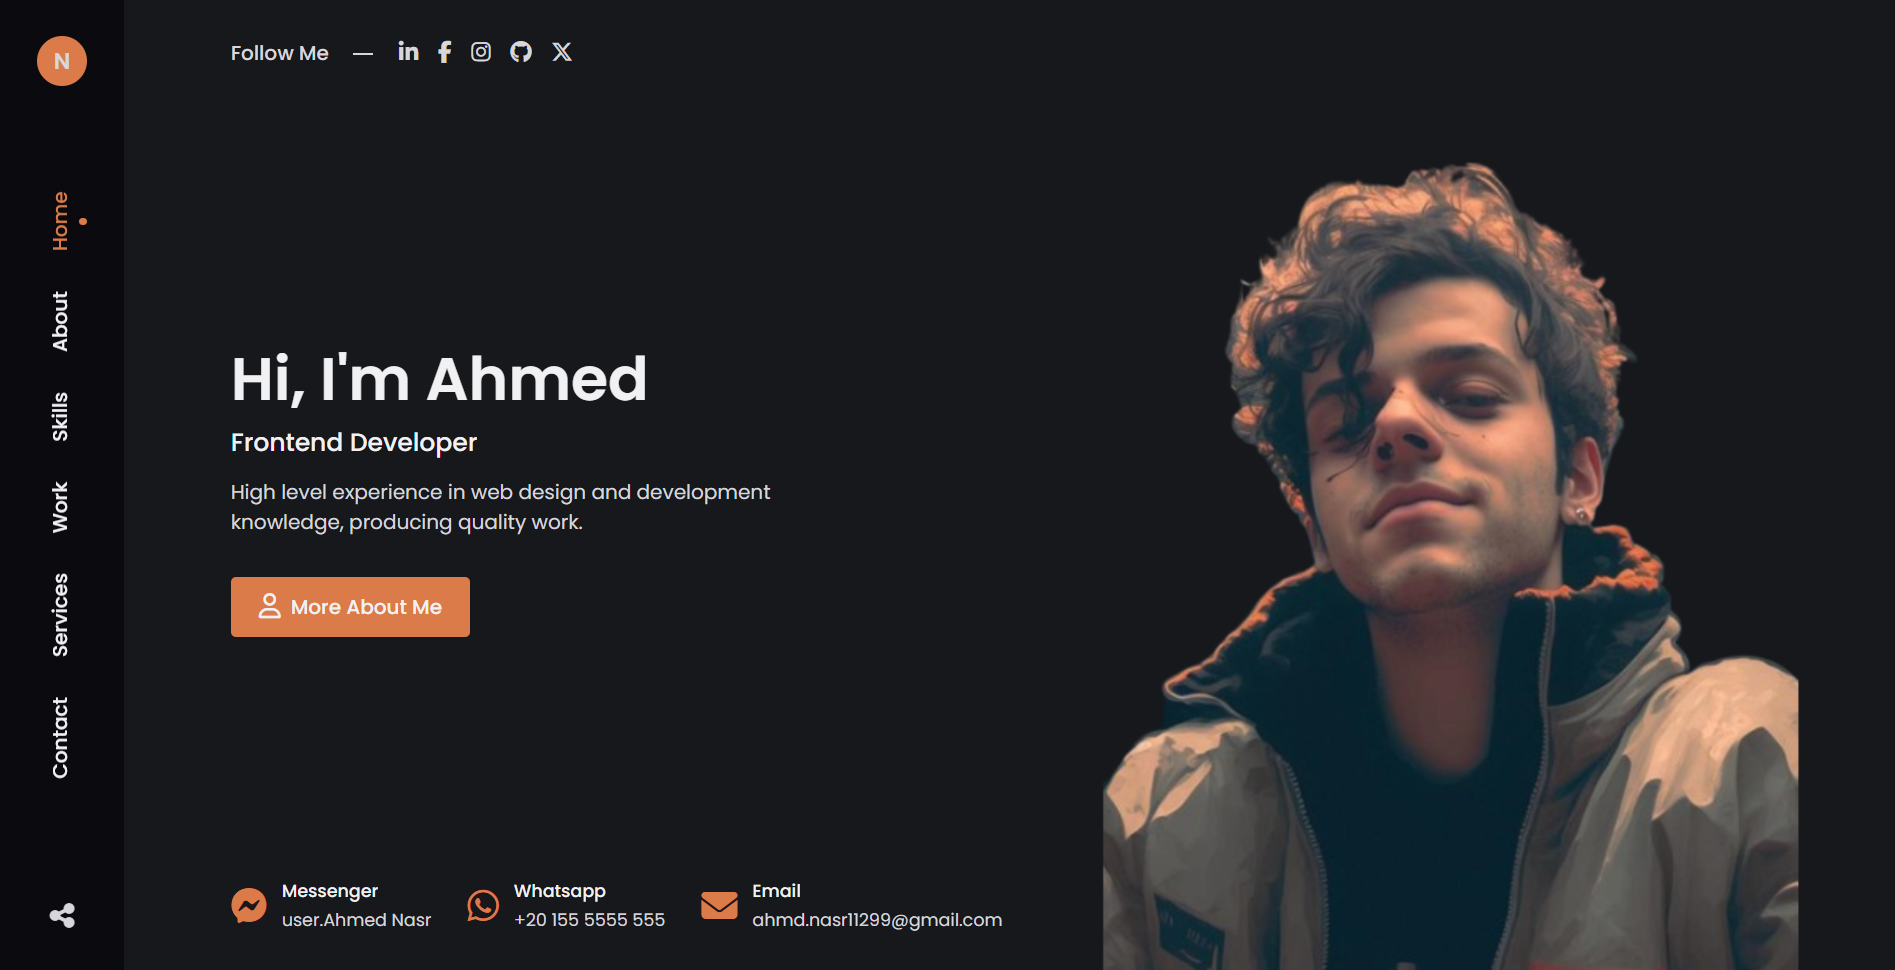 N
Home
About
Skills
Work
Services
Contact
Follow Me
Hi, I'm Ahmed
Frontend Developer
High level experience in web design and development
knowledge, producing quality work.
More About Me
Messenger
user.Ahmed Nasr
Whatsapp
+20 155 5555 555
Email
ahmd.nasr11299@gmail.com